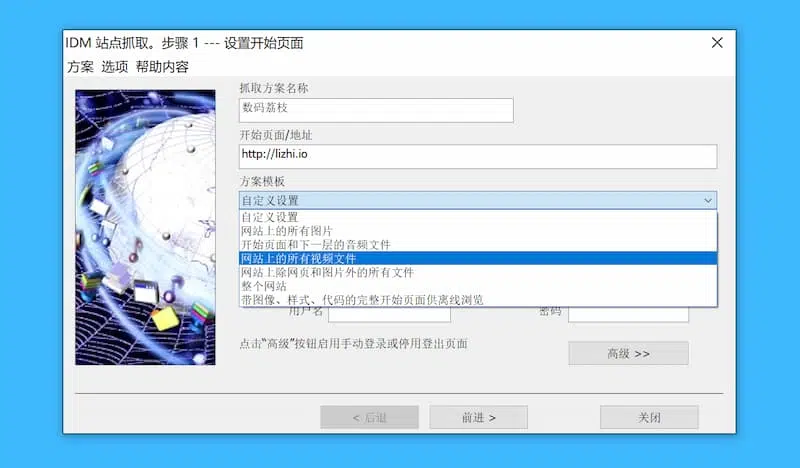 IDM 站点抓取。步骤 1 --- 设置开始页面
方案 选项 帮助内容
抓取方案名称
数码荔枝
开始页面/地址
http://lizhi.io
方案模板
自定义设置
自定义设置
网站上的所有图片
开始页面和下一层的音频文件
网站上的所有视频文件
网站上除网页和图片外的所有文件
整个网站
带图像、样式、代码的完整开始页面供离线浏览
用户名 密码
点击“高级”按钮启用手动登录或停用登出页面
高级 >>
< 后退 前进 > 关闭